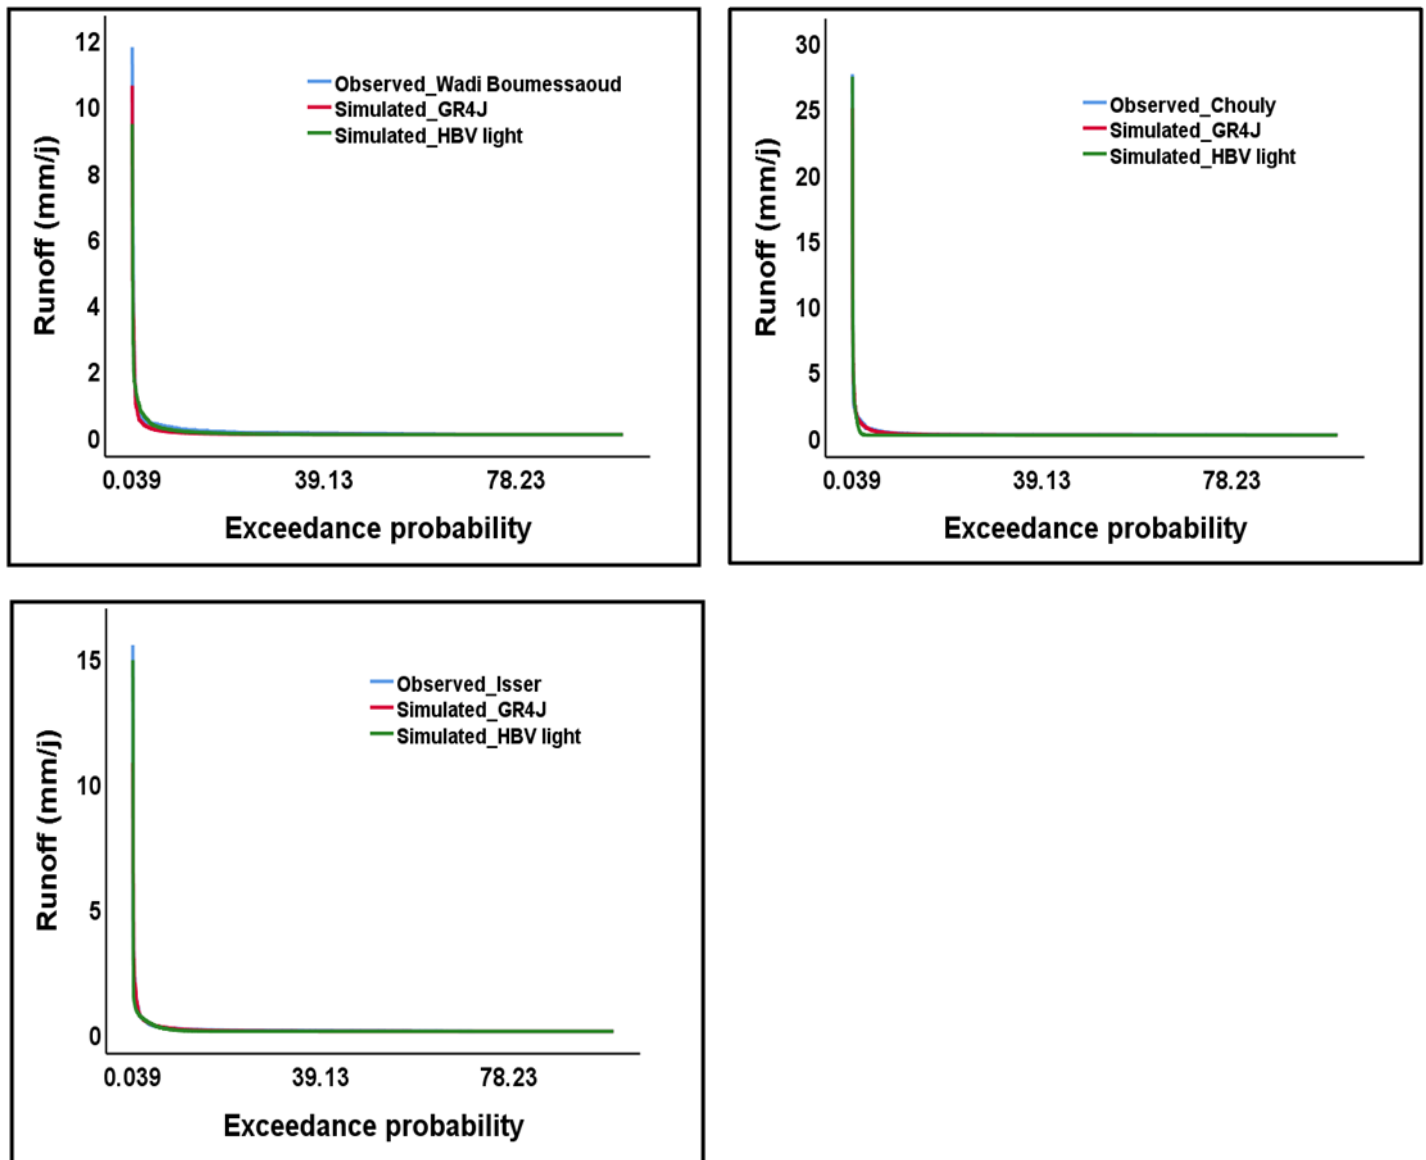 12
10
8
6
4
2
0
Runoff (mm/j)
Observed_Wadi Boumessaoud
Simulated_GR4J
Simulated_HBV light
0.039 39.13 78.23
Exceedance probability
30
25
20
15
10
5
0
Runoff (mm/j)
Observed_Chouly
Simulated_GR4J
Simulated_HBV light
0.039 39.13 78.23
Exceedance probability
15
10
5
0
Runoff (mm/j)
Observed_Isser
Simulated_GR4J
Simulated_HBV light
0.039 39.13 78.23
Exceedance probability